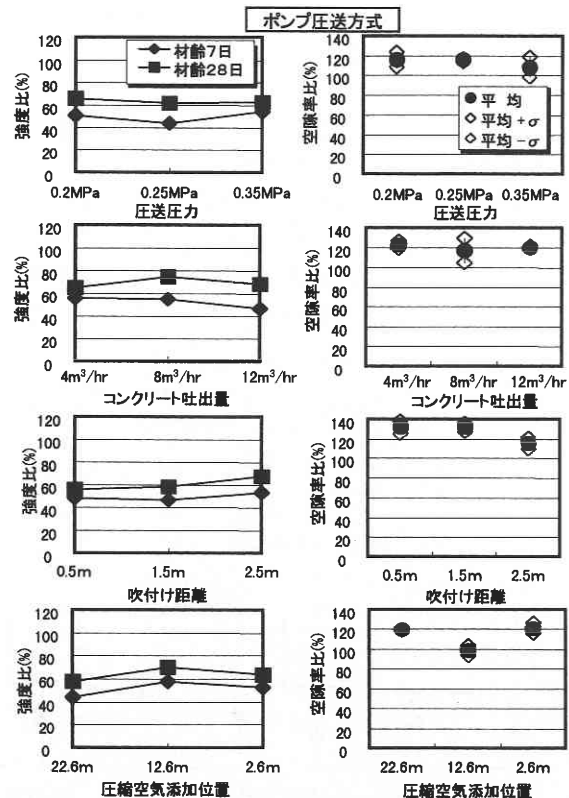 ポンプ圧送方式
120
100
80
60
40
20
0
強度比(%)
材齢7日
材齢28日
0.2MPa 0.25MPa 0.35MPa
圧送圧力
140
120
100
80
60
40
20
0
空隙率比(%)
平 均
平均+σ
平均-σ
0.2MPa 0.25MPa 0.35MPa
圧送圧力
120
100
80
60
40
20
0
強度比(%)
4m³/hr 8m³/hr 12m³/hr
コンクリート吐出量
140
120
100
80
60
40
20
0
空隙率比(%)
4m³/hr 8m³/hr 12m³/hr
コンクリート吐出量
120
100
80
60
40
20
0
強度比(%)
0.5m 1.5m 2.5m
吹付け距離
140
120
100
80
60
40
20
0
空隙率比(%)
0.5m 1.5m 2.5m
吹付け距離
120
100
80
60
40
20
0
強度比(%)
22.6m 12.6m 2.6m
圧縮空気添加位置
140
120
100
80
60
40
20
0
空隙率比(%)
22.6m 12.6m 2.6m
圧縮空気添加位置